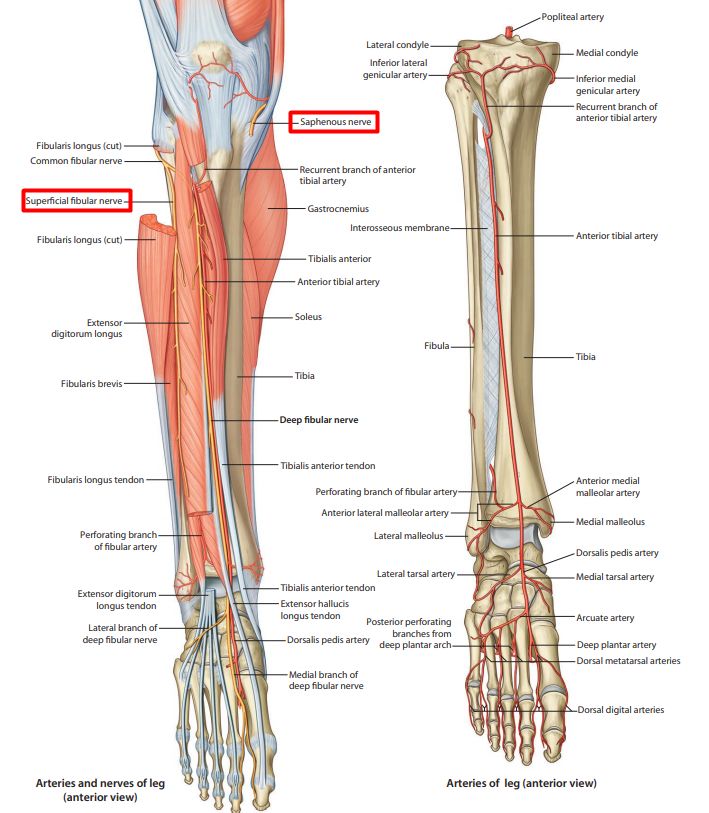 Saphenous nerve
Fibularis longus (cut)
Common fibular nerve
Recurrent branch of anterior
tibial artery
Superficial fibular nerve
Gastrocnemius
Fibularis longus (cut)
Tibialis anterior
Anterior tibial artery
Extensor
digitorum longus
Soleus
Fibularis brevis
Tibia
Deep fibular nerve
Tibialis anterior tendon
Fibularis longus tendon
Perforating branch
of fibular artery
Extensor digitorum
longus tendon
Tibialis anterior tendon
Extensor hallucis
longus tendon
Lateral branch of
deep fibular nerve
Dorsalis pedis artery
Medial branch of
deep fibular nerve
Arteries and nerves of leg
(anterior view)
Popliteal artery
Lateral condyle
Medial condyle
Inferior lateral
genicular artery
Inferior medial
genicular artery
Recurrent branch of
anterior tibial artery
Interosseous membrane
Anterior tibial artery
Fibula
Tibia
Perforating branch of fibular artery
Anterior medial
malleolar artery
Anterior lateral malleolar artery
Medial malleolus
Lateral malleolus
Dorsalis pedis artery
Lateral tarsal artery
Medial tarsal artery
Arcuate artery
Posterior perforating
branches from
deep plantar arch
Deep plantar artery
Dorsal metatarsal arteries
Dorsal digital arteries
Arteries of leg (anterior view)